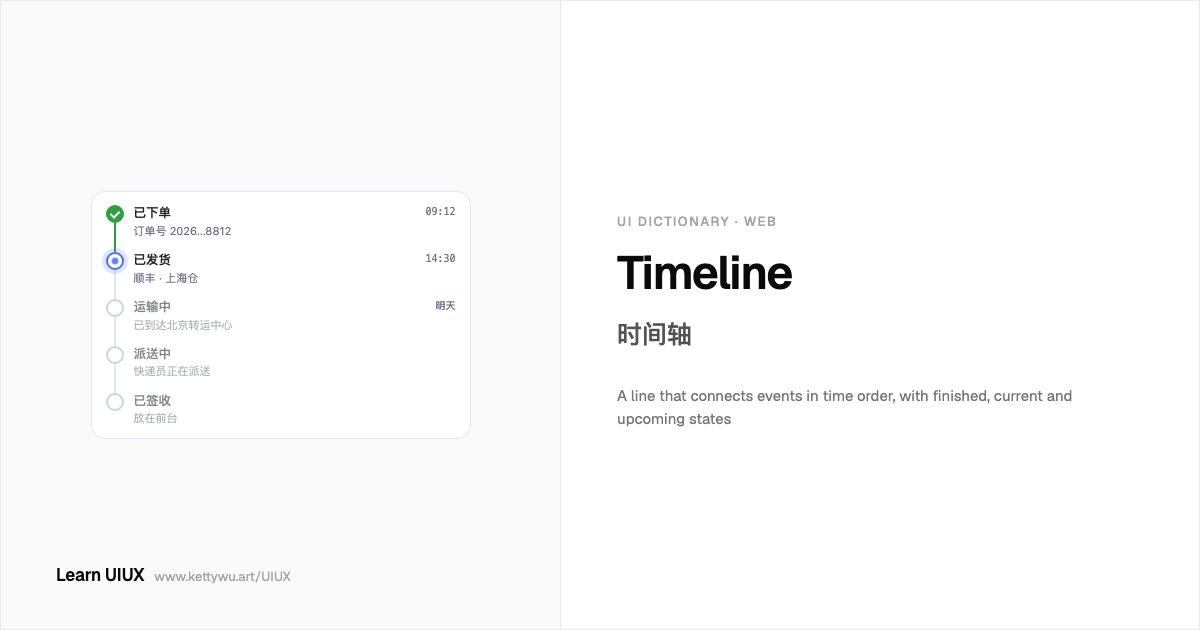 已下单 09:12
订单号 2026...8812
已发货 14:30
顺丰 · 上海仓
运输中 明天
已到达北京转运中心
派送中
快递员正在派送
已签收
放在前台
Learn UIUX www.kettywu.art/UIUX
UI DICTIONARY · WEB
Timeline
时间轴
A line that connects events in time order, with finished, current and
upcoming states